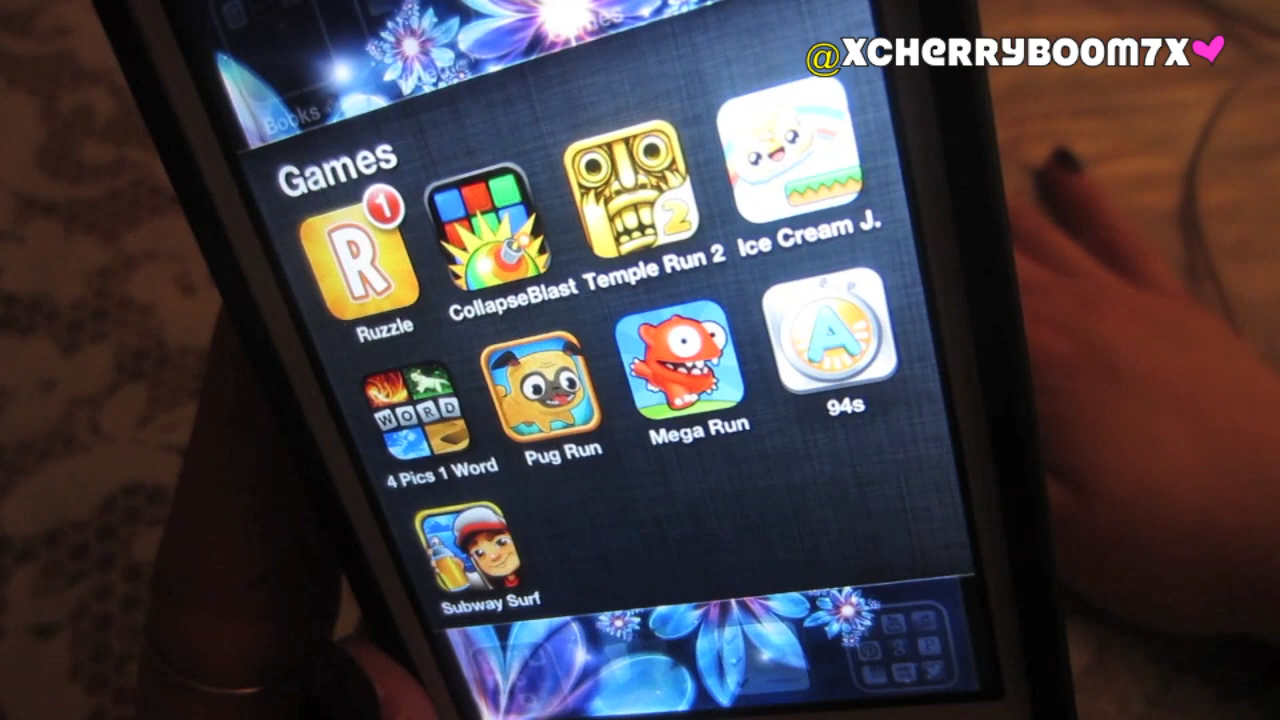 @XCHERRYBOOM7X
Books
Games
1
R
Ruzzle
CollapseBlast
2
Temple Run 2
Ice Cream J.
WORD
4 Pics 1 Word
Pug Run
Mega Run
A
94s
Subway Surf